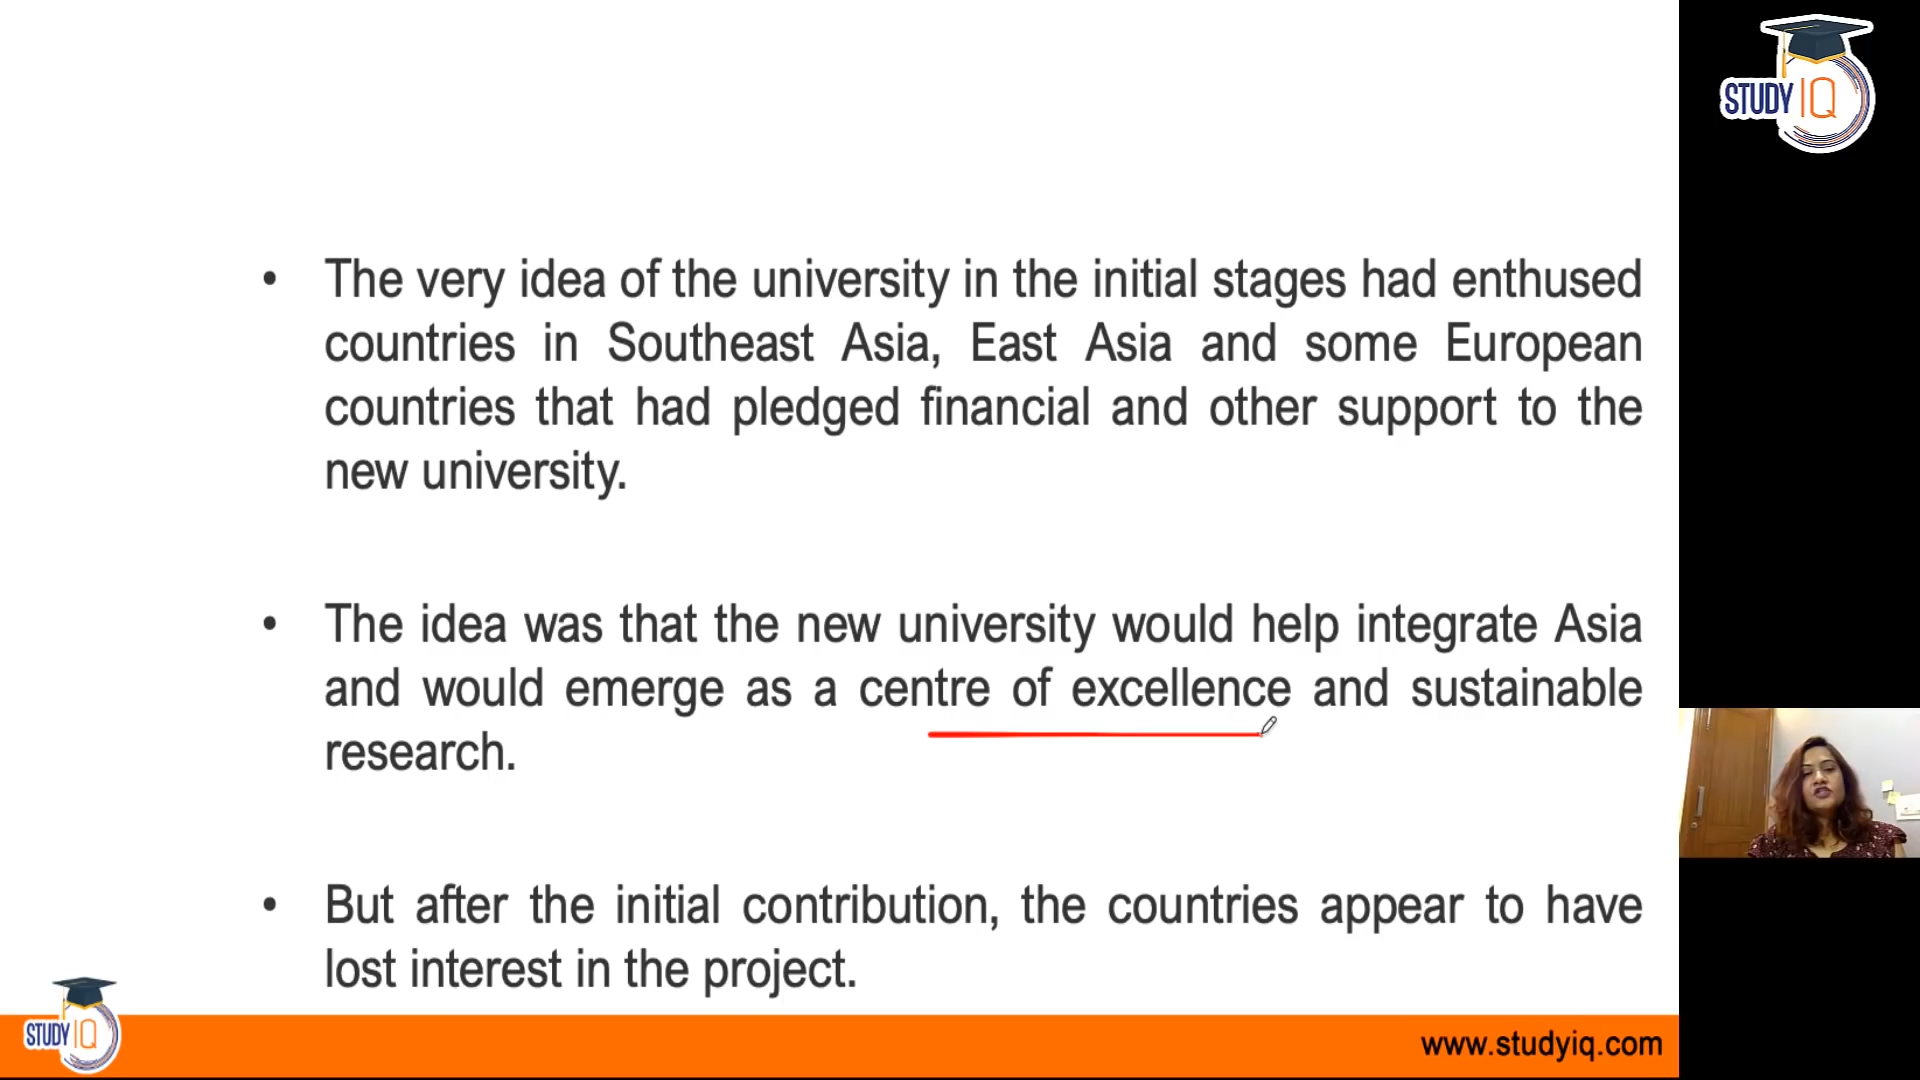 STUDY IQ
• The very idea of the university in the initial stages had enthused
countries in Southeast Asia, East Asia and some European
countries that had pledged financial and other support to the
new university.
• The idea was that the new university would help integrate Asia
and would emerge as a centre of excellence and sustainable
research.
• But after the initial contribution, the countries appear to have
lost interest in the project.
STUDY IQ
www.studyiq.com